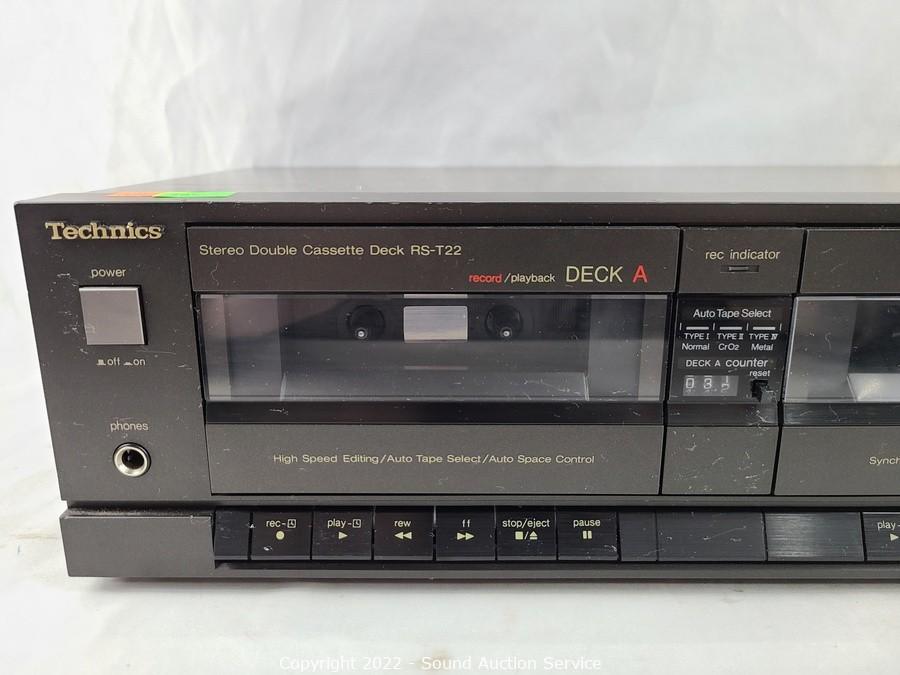 Technics
power
off on
phones
Stereo Double Cassette Deck RS-T22
record/playback DECK A
High Speed Editing/Auto Tape Select/Auto Space Control
rec indicator
Auto Tape Select
TYPE I TYPE II TYPE IV
Normal CrO2 Metal
DECK A counter
reset
Synch
rec- play- rew ff stop/eject pause play-
Copyright 2022 - Sound Auction Service